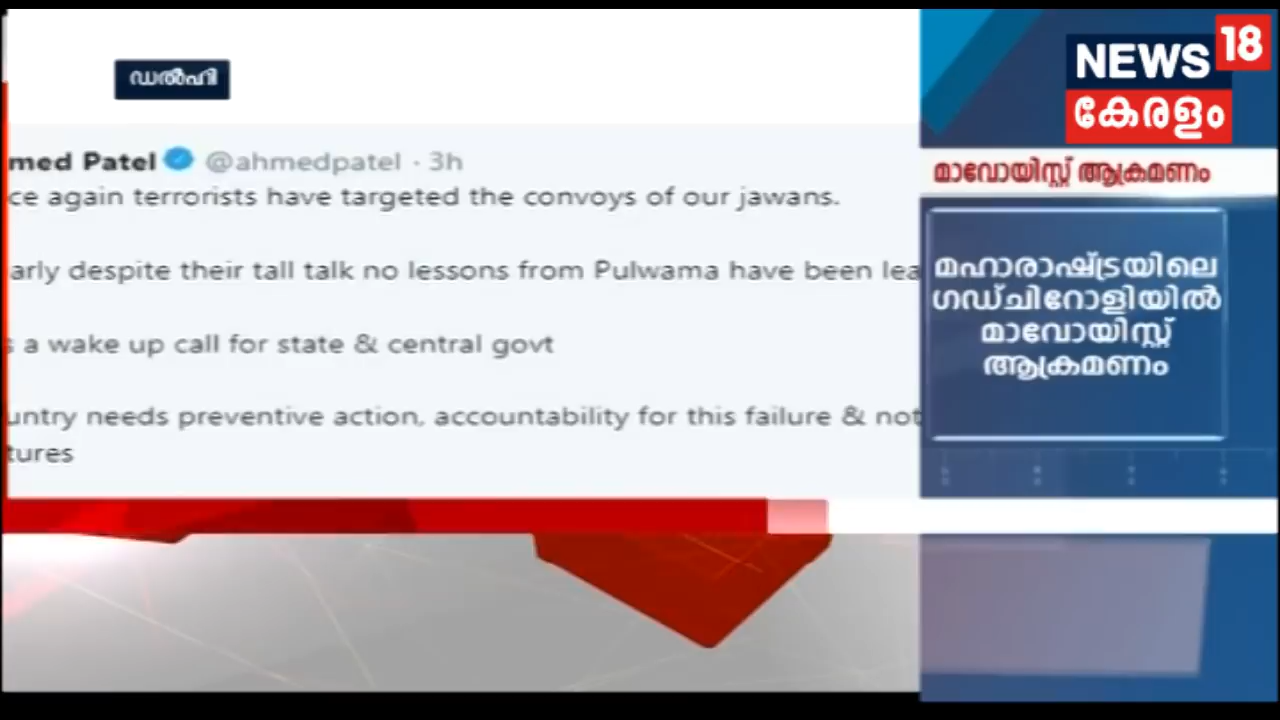 ഡൽഹി
med Patel @ahmedpatel · 3h
ce again terrorists have targeted the convoys of our jawans.
arly despite their tall talk no lessons from Pulwama have been lea
s a wake up call for state & central govt
untry needs preventive action, accountability for this failure & not
tures
NEWS 18
കേരളം
മാവോയിസ്റ്റ് ആക്രമണം
മഹാരാഷ്ട്രയിലെ
ഗഡ്ചിറോളിയിൽ
മാവോയിസ്റ്റ്
ആക്രമണം